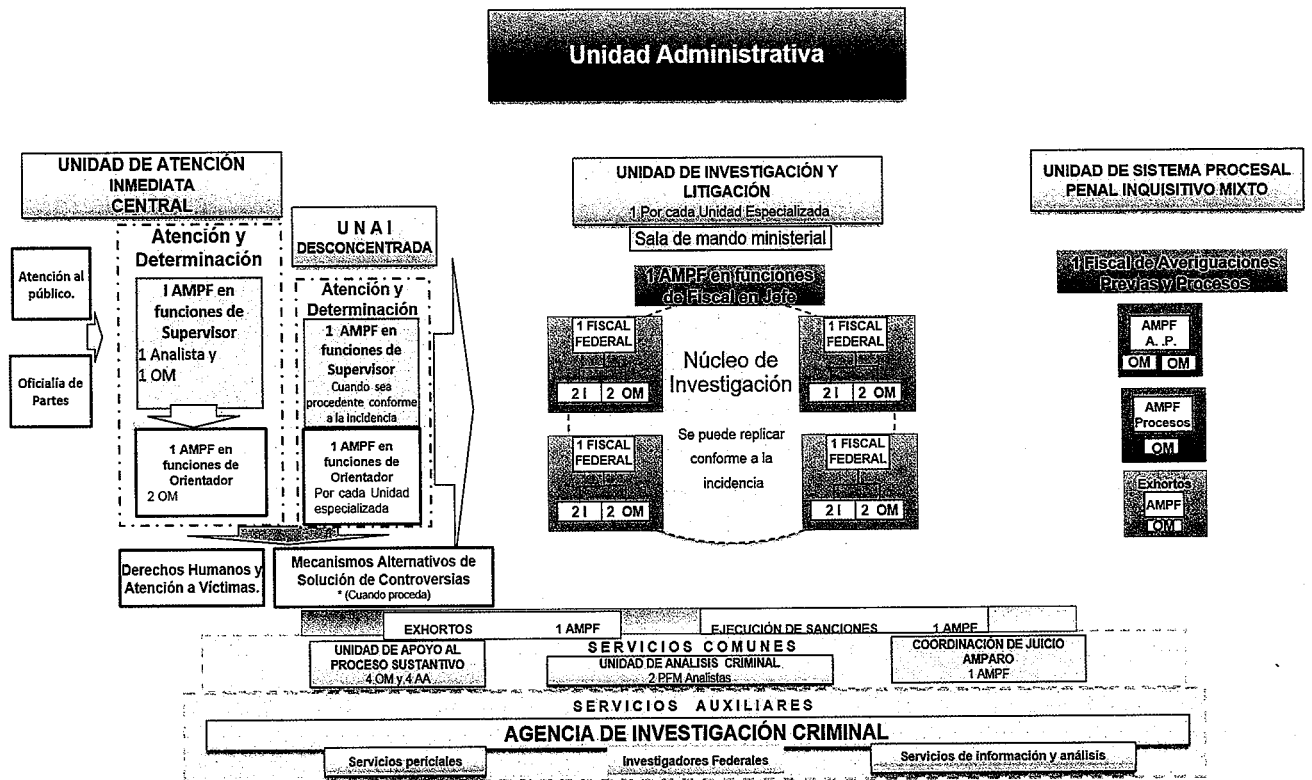 Unidad Administrativa
UNIDAD DE ATENCIÓN
INMEDIATA
CENTRAL
Atención al
público.
Oficialía de
Partes
Atención y
Determinación
I AMPF en
funciones de
Supervisor
1 Analista y
1 OM
1 AMPF en
funciones de
Orientador
2 OM
U N A I
DESCONCENTRADA
Atención y
Determinación
1 AMPF en
funciones de
Supervisor
Cuando sea
procedente conforme
a la incidencia
1 AMPF en
funciones de
Orientador
Por cada Unidad
especializada
Derechos Humanos y
Atención a Víctimas.
Mecanismos Alternativos de
Solución de Controversias
* (Cuando proceda)
UNIDAD DE INVESTIGACIÓN Y
LITIGACIÓN
1 Por cada Unidad Especializada
Sala de mando ministerial
1 AMPF en funciones
de Fiscal en Jefe
1 FISCAL
FEDERAL
2 I 2 OM
1 FISCAL
FEDERAL
2 I 2 OM
Núcleo de
Investigación
Se puede replicar
conforme a la
incidencia
1 FISCAL
FEDERAL
2 I 2 OM
1 FISCAL
FEDERAL
2 I 2 OM
UNIDAD DE SISTEMA PROCESAL
PENAL INQUISITIVO MIXTO
1 Fiscal de Averiguaciones
Previas y Procesos
AMPF
A. .P.
OM OM
AMPF
Procesos
OM
Exhortos
AMPF
OM
EXHORTOS 1 AMPF
EJECUCIÓN DE SANCIONES 1 AMPF
SERVICIOS COMUNES
UNIDAD DE APOYO AL
PROCESO SUSTANTIVO
4 OM y 4 AA
UNIDAD DE ANÁLISIS CRIMINAL
2 PFM Analistas
COORDINACIÓN DE JUICIO
AMPARO
1 AMPF
SERVICIOS AUXILIARES
AGENCIA DE INVESTIGACIÓN CRIMINAL
Servicios periciales
Investigadores Federales
Servicios de información y análisis